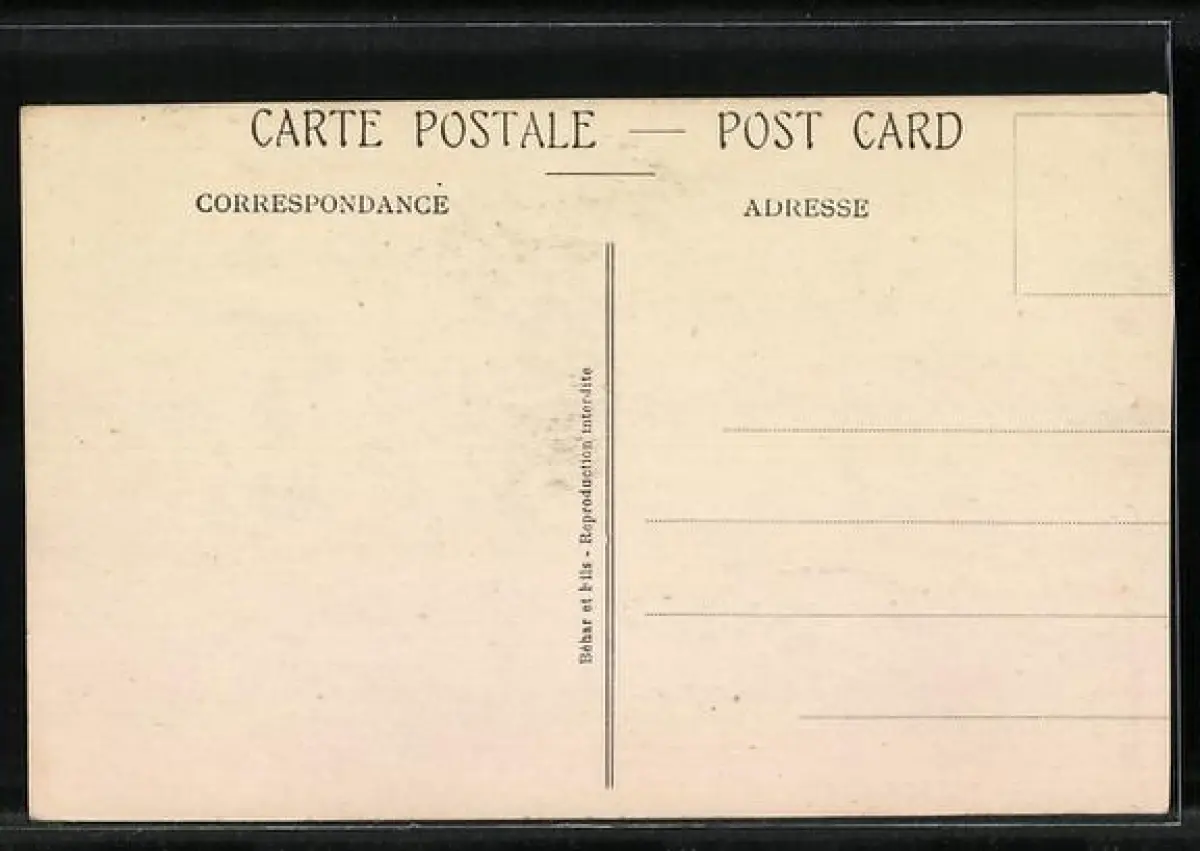 CARTE POSTALE — POST CARD
CORRESPONDANCE
ADRESSE
Béhar et Fils - Reproduction interdite